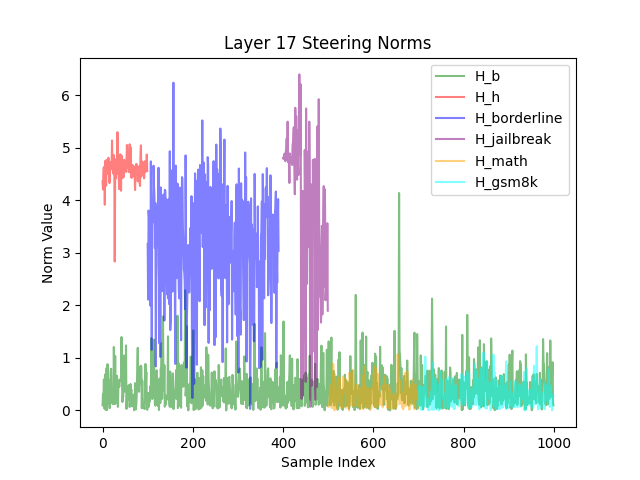 Layer 17 Steering Norms
H_b
H_h
H_borderline
H_jailbreak
H_math
H_gsm8k
Norm Value
6
5
4
3
2
1
0
0 200 400 600 800 1000
Sample Index